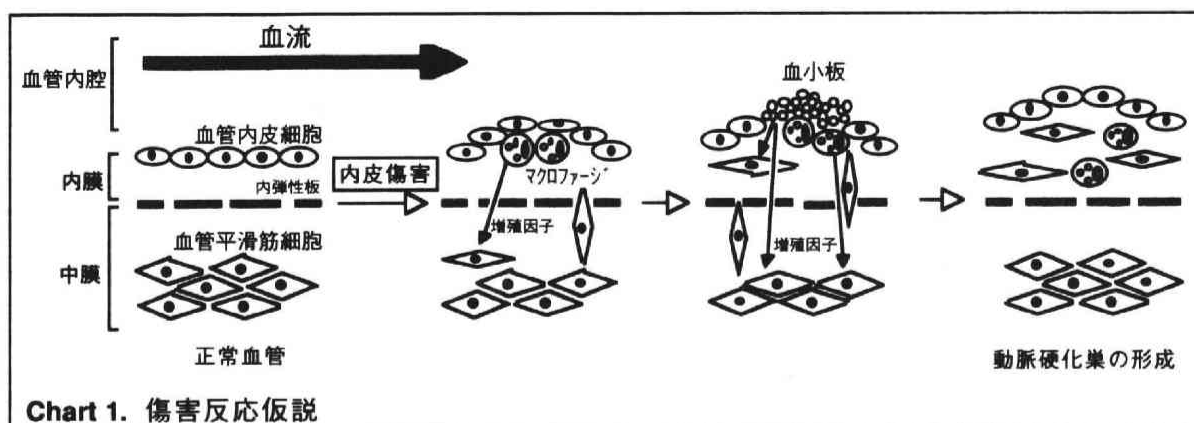 血流
血管内腔
血小板
血管内皮細胞
内膜
内弾性板
内皮傷害
マクロファージ
血管平滑筋細胞
増殖因子
増殖因子
中膜
正常血管
動脈硬化巣の形成
Chart 1. 傷害反応仮説